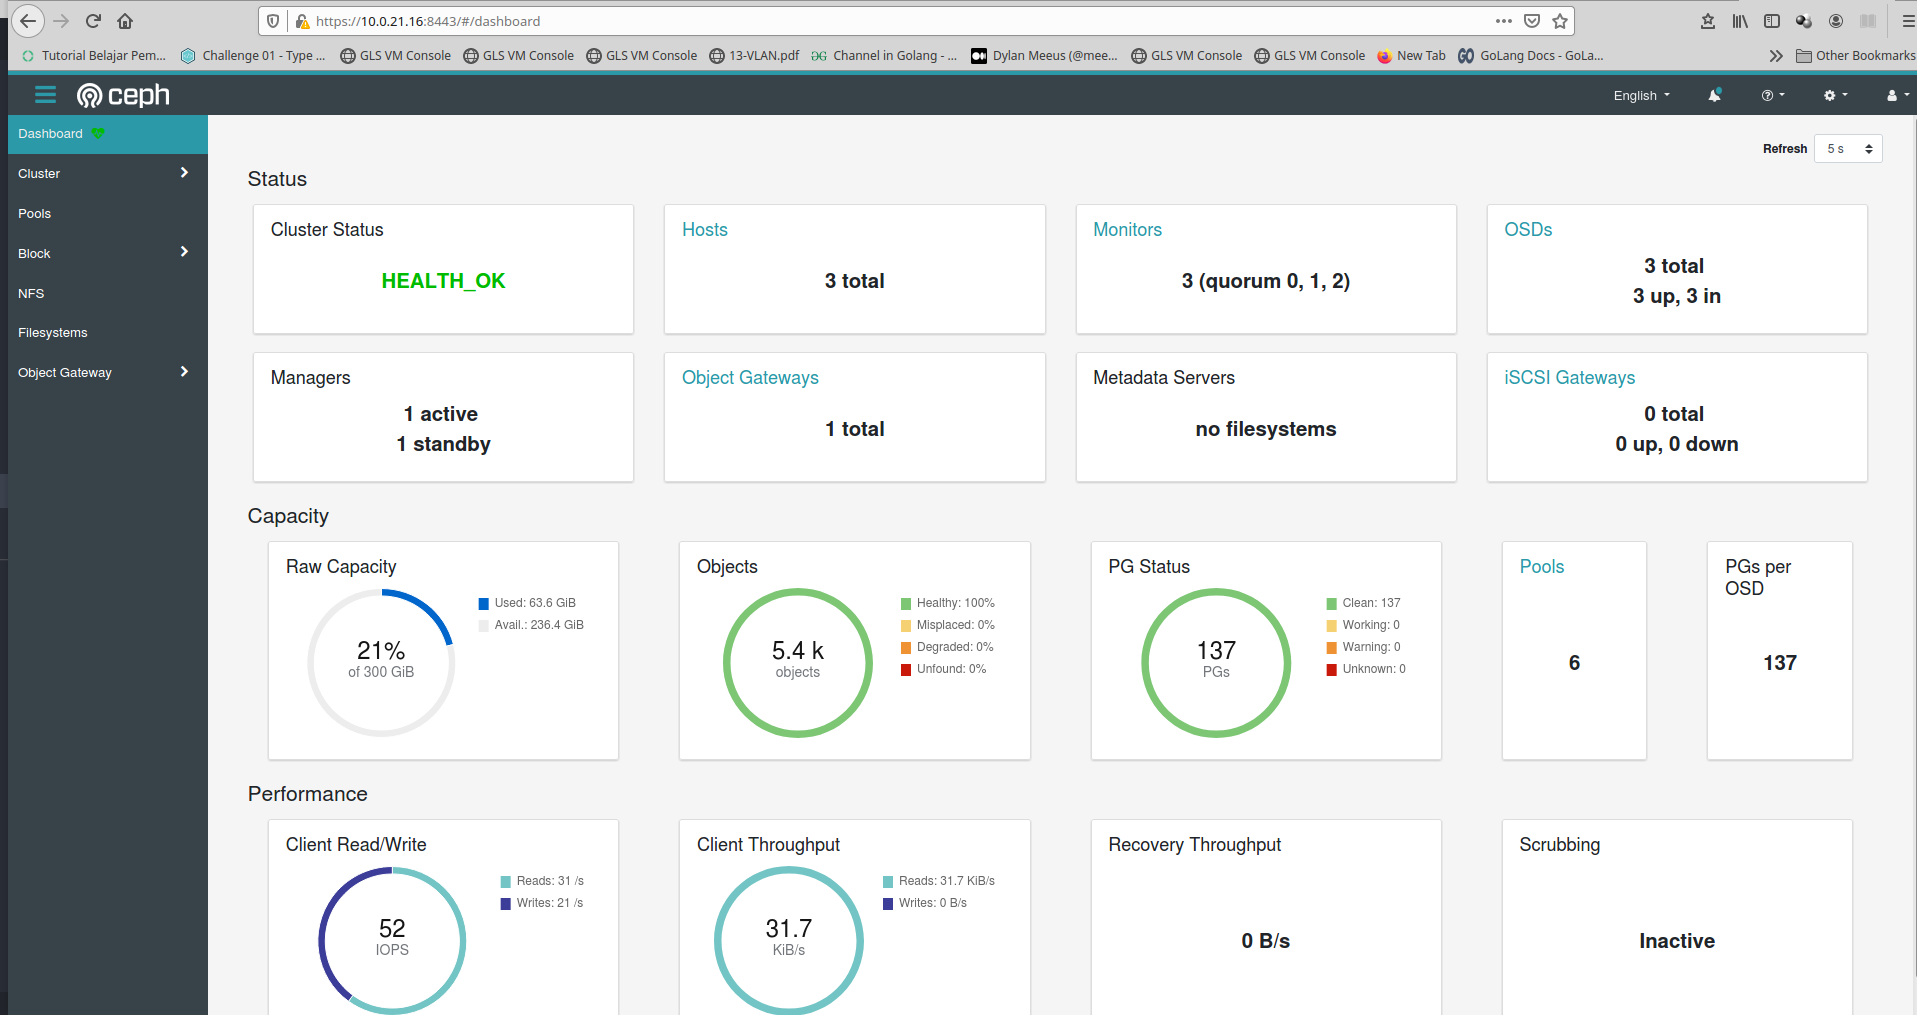 https://10.0.21.16:8443/#/dashboard
Tutorial Belajar Pem... Challenge 01 - Type ... GLS VM Console GLS VM Console GLS VM Console 13-VLAN.pdf Channel in Golang - ... Dylan Meeus (@mee... GLS VM Console GLS VM Console New Tab GoLang Docs - GoLa... Other Bookmarks
ceph
English
Dashboard
Cluster
Pools
Block
NFS
Filesystems
Object Gateway
Refresh 5 s
Status
Cluster Status
HEALTH_OK
Hosts
3 total
Monitors
3 (quorum 0, 1, 2)
OSDs
3 total
3 up, 3 in
Managers
1 active
1 standby
Object Gateways
1 total
Metadata Servers
no filesystems
iSCSI Gateways
0 total
0 up, 0 down
Capacity
Raw Capacity
21%
of 300 GiB
Used: 63.6 GiB
Avail.: 236.4 GiB
Objects
5.4 k
objects
Healthy: 100%
Misplaced: 0%
Degraded: 0%
Unfound: 0%
PG Status
137
PGs
Clean: 137
Working: 0
Warning: 0
Unknown: 0
Pools
6
PGs per
OSD
137
Performance
Client Read/Write
52
IOPS
Reads: 31 /s
Writes: 21 /s
Client Throughput
31.7
KiB/s
Reads: 31.7 KiB/s
Writes: 0 B/s
Recovery Throughput
0 B/s
Scrubbing
Inactive